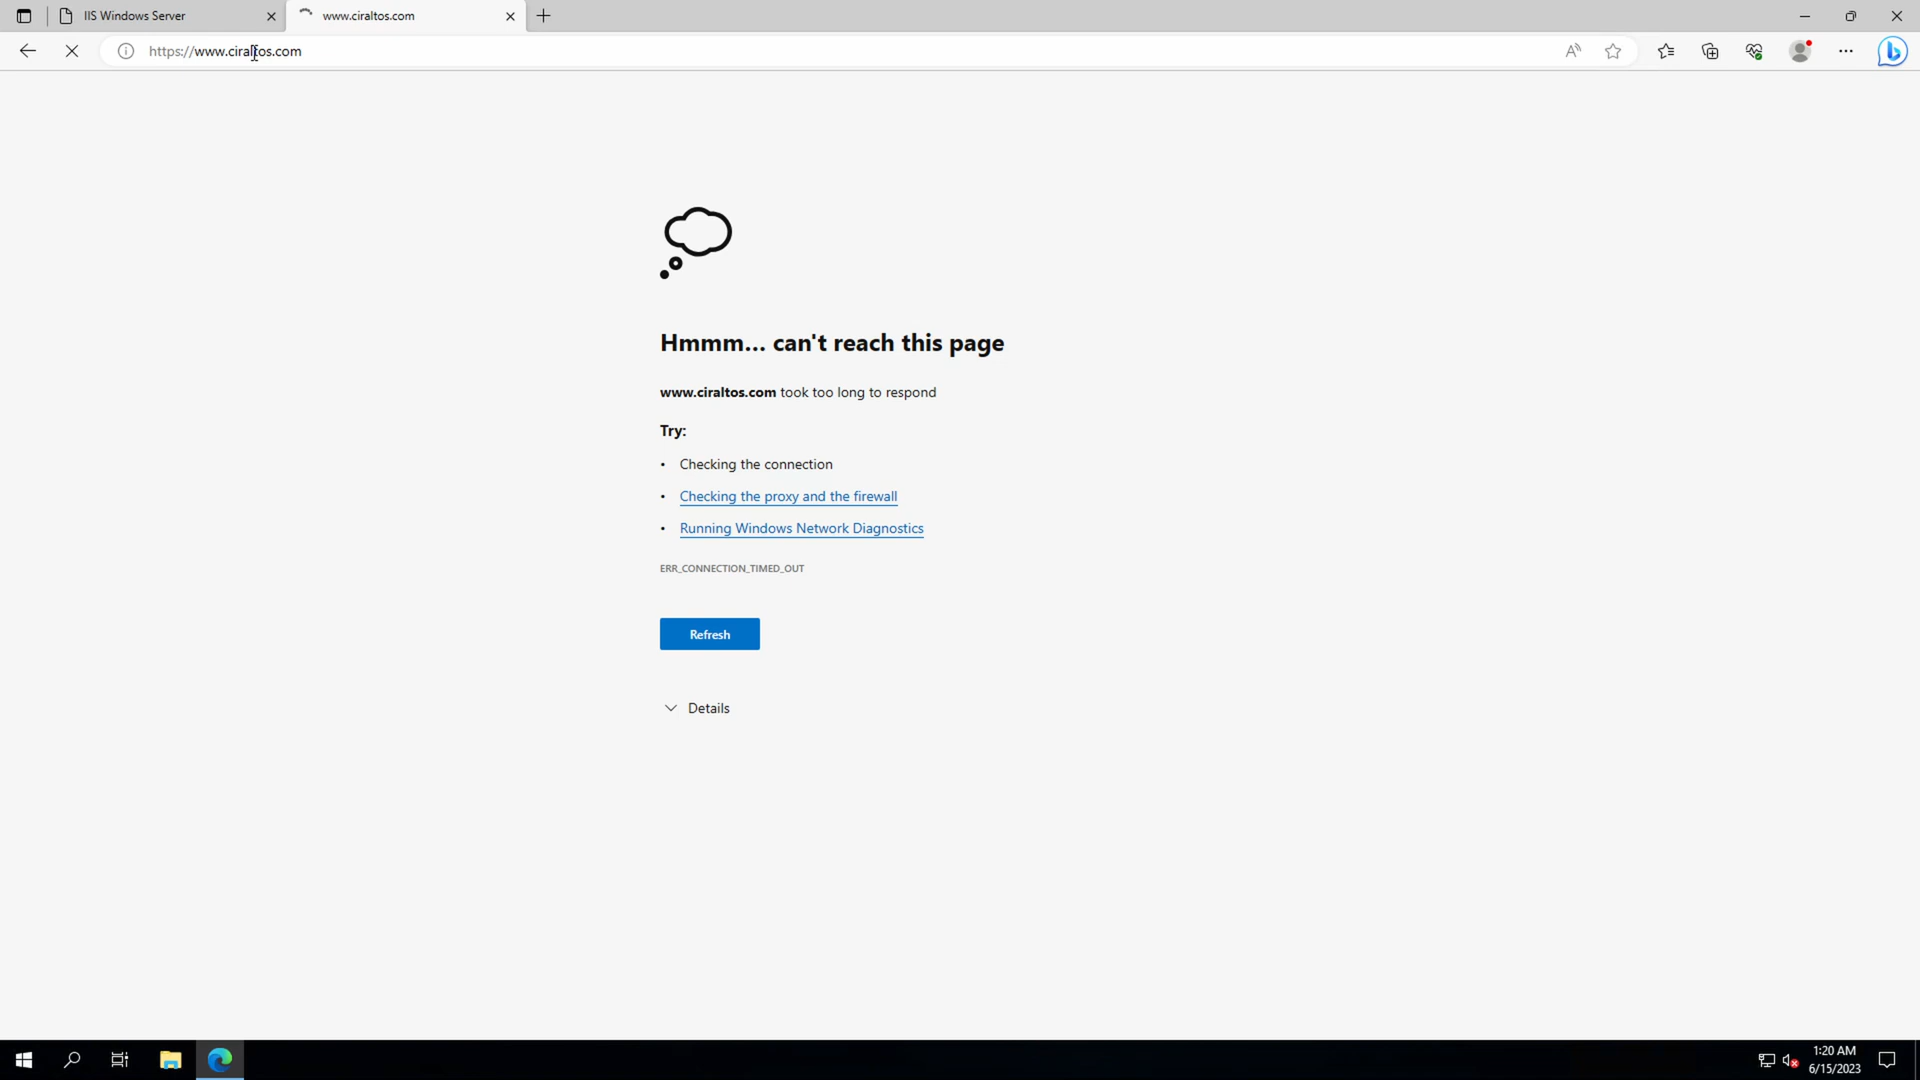 IIS Windows Server
www.ciraltos.com
https://www.ciraltos.com
Hmmm... can't reach this page
www.ciraltos.com took too long to respond
Try:
• Checking the connection
• Checking the proxy and the firewall
• Running Windows Network Diagnostics
ERR_CONNECTION_TIMED_OUT
Refresh
Details
1:20 AM
6/15/2023